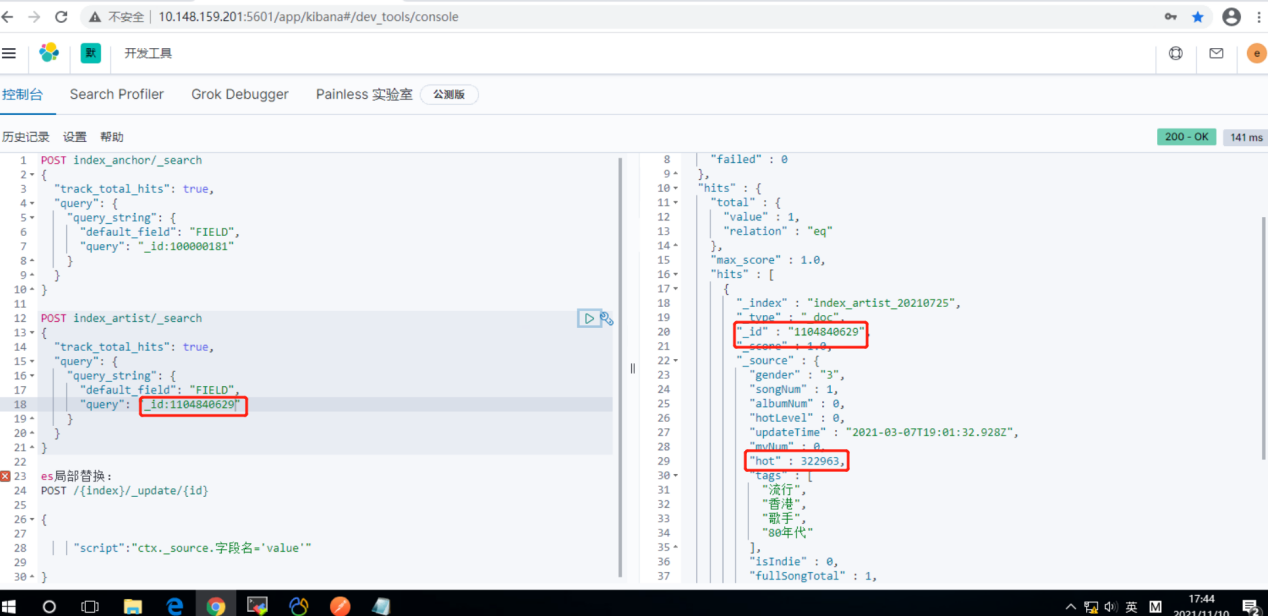 不安全 10.148.159.201:5601/app/kibana#/dev_tools/console
默 开发工具 e
控制台 Search Profiler Grok Debugger Painless 实验室 公测版
历史记录 设置 帮助 200 - OK 141 ms
1 POST index_anchor/_search
2 {
3 "track_total_hits": true,
4 "query": {
5 "query_string": {
6 "default_field": "FIELD",
7 "query": "_id:100000181"
8 }
9 }
10 }
11
12 POST index_artist/_search
13 {
14 "track_total_hits": true,
15 "query": {
16 "query_string": {
17 "default_field": "FIELD",
18 "query": "_id:1104840629"
19 }
20 }
21 }
22
23 es局部替换:
24 POST /{index}/_update/{id}
25
26 {
27
28 "script":"ctx._source.字段名='value'"
29
30 }
8 "failed" : 0
9 },
10 "hits" : {
11 "total" : {
12 "value" : 1,
13 "relation" : "eq"
14 },
15 "max_score" : 1.0,
16 "hits" : [
17 {
18 "_index" : "index_artist_20210725",
19 "_type" : "_doc",
20 "_id" : "1104840629",
21 "_score" : 1.0,
22 "_source" : {
23 "gender" : "3",
24 "songNum" : 1,
25 "albumNum" : 0,
26 "hotLevel" : 0,
27 "updateTime" : "2021-03-07T19:01:32.928Z",
28 "mvNum" : 0,
29 "hot" : 322963,
30 "tags" : [
31 "流行",
32 "香港",
33 "歌手",
34 "80年代"
35 ],
36 "isIndie" : 0,
37 "fullSongTotal" : 1,
英 M 17:44
2021/11/10 2